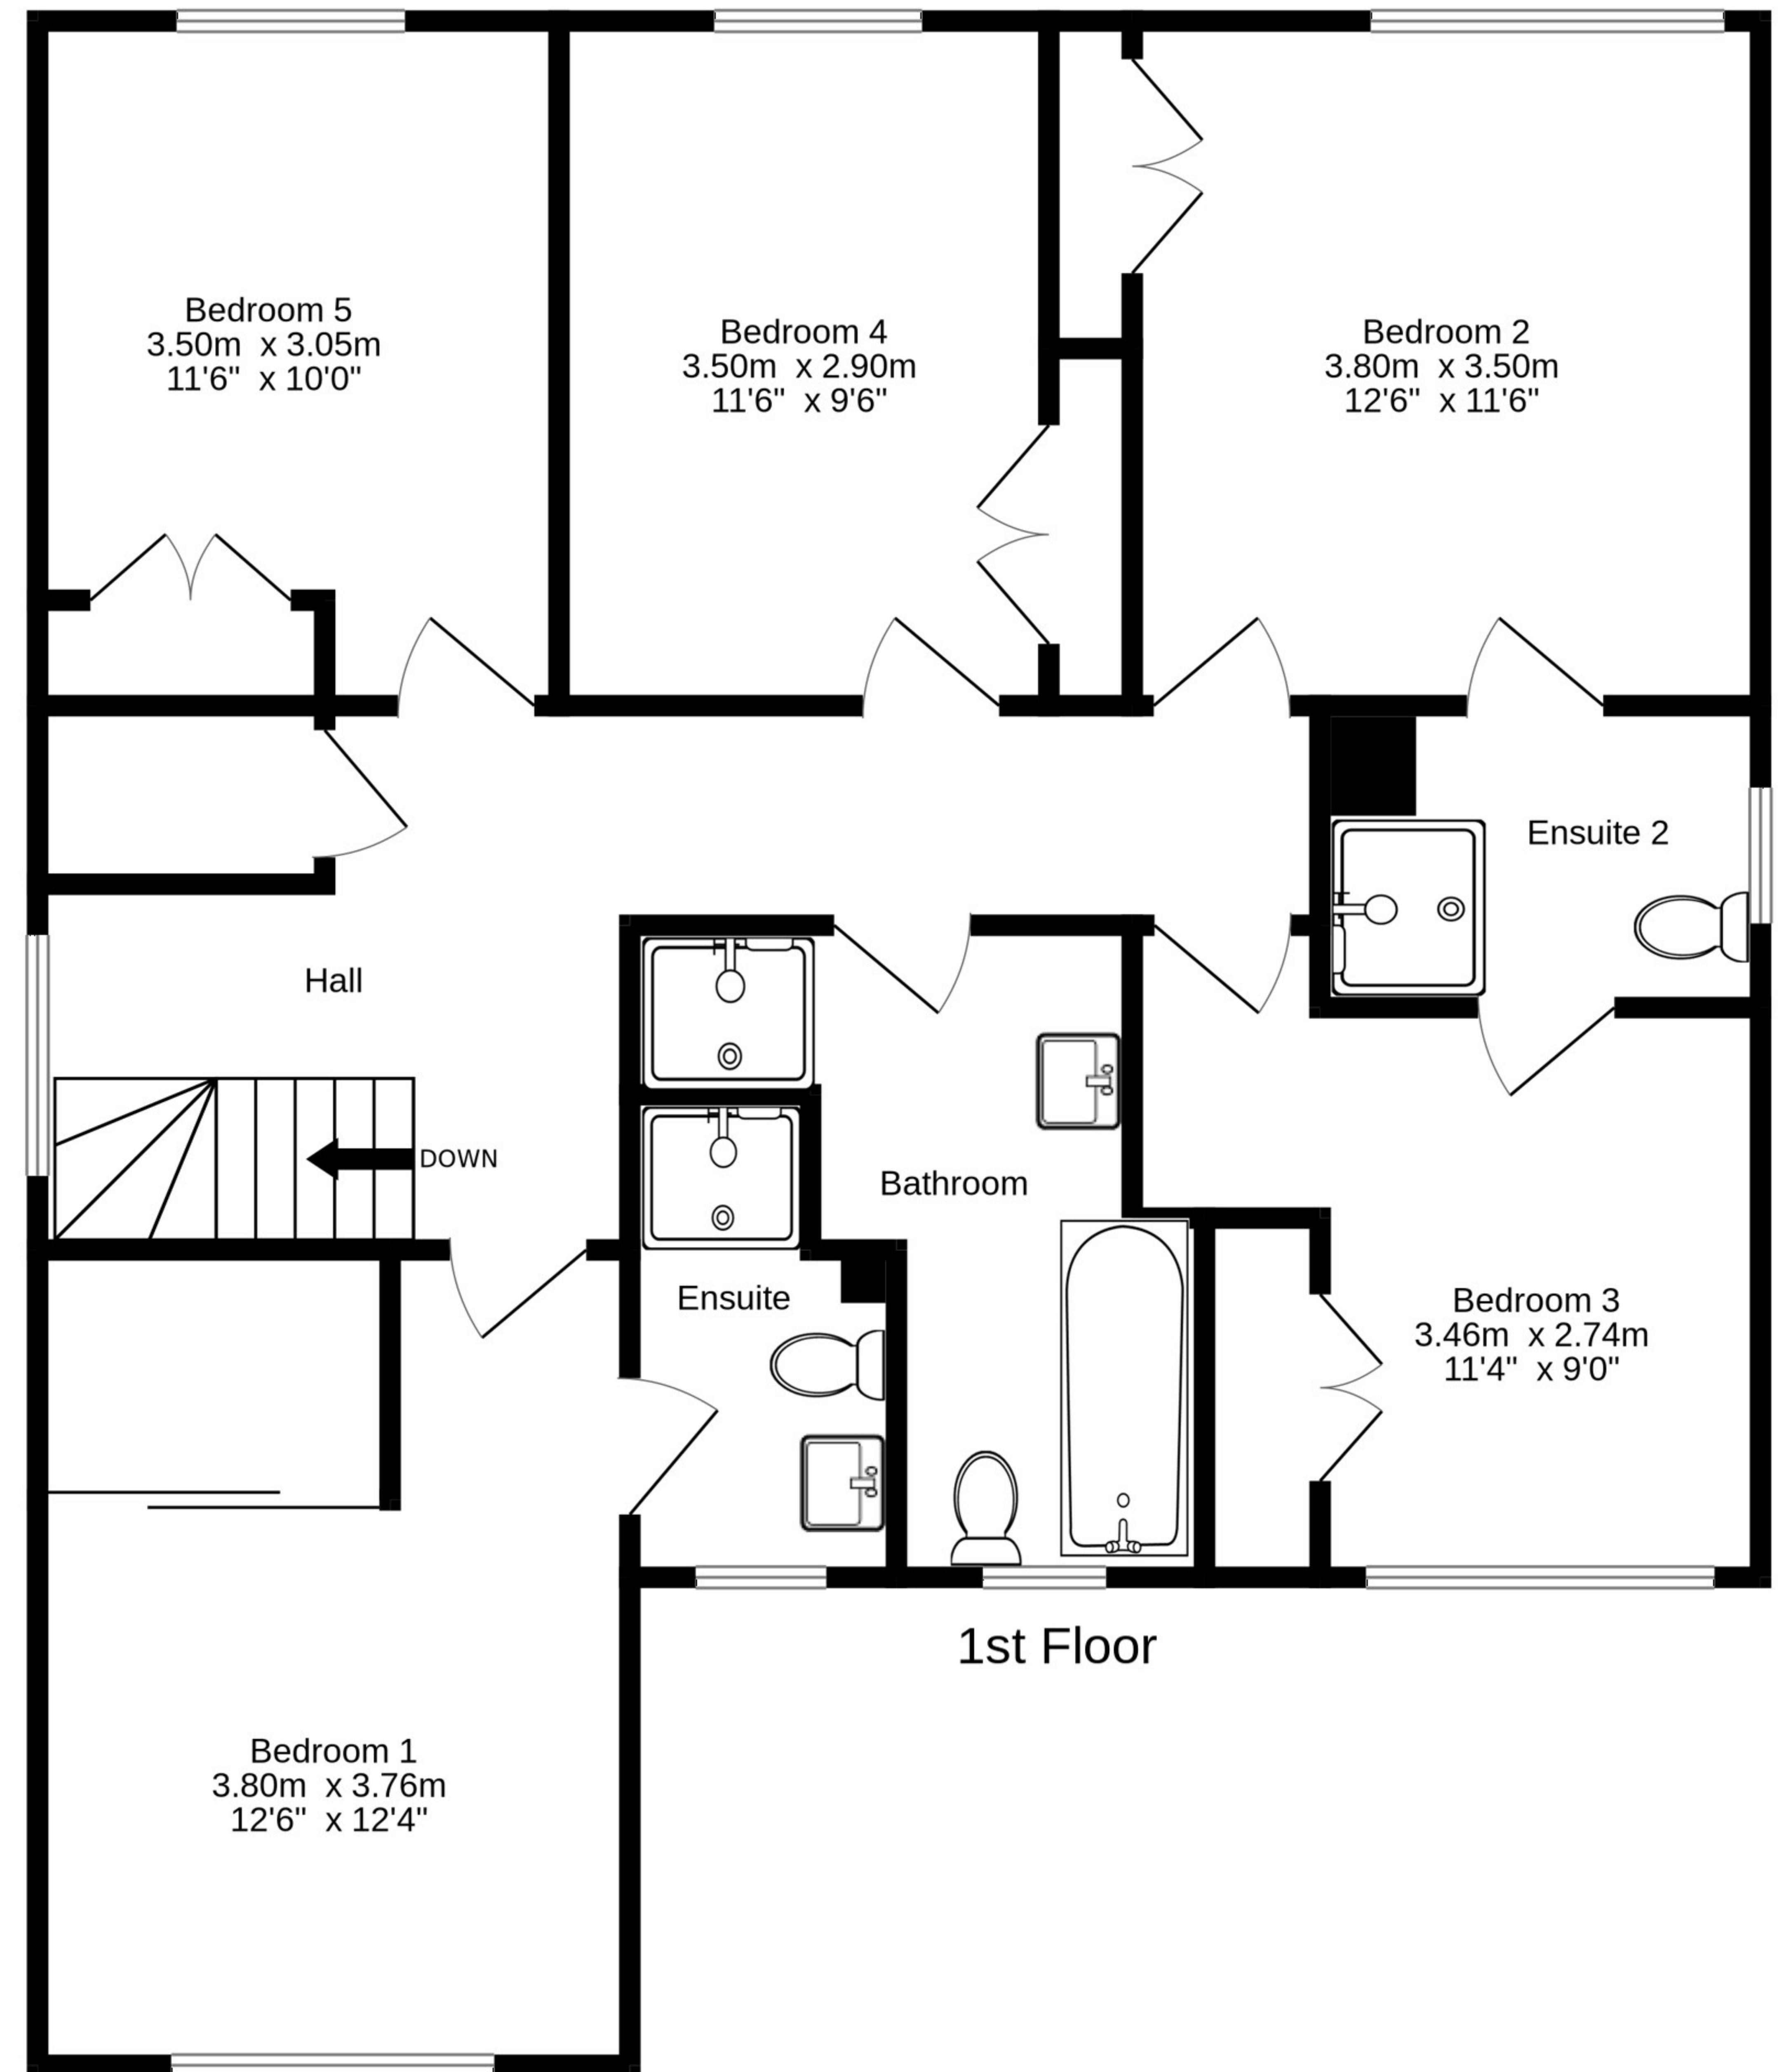 Bedroom 5
3.50m x 3.05m
11'6" x 10'0"
Bedroom 4
3.50m x 2.90m
11'6" x 9'6"
Bedroom 2
3.80m x 3.50m
12'6" x 11'6"
Ensuite 2
Hall
DOWN
Bathroom
Ensuite
Bedroom 3
3.46m x 2.74m
11'4" x 9'0"
1st Floor
Bedroom 1
3.80m x 3.76m
12'6" x 12'4"